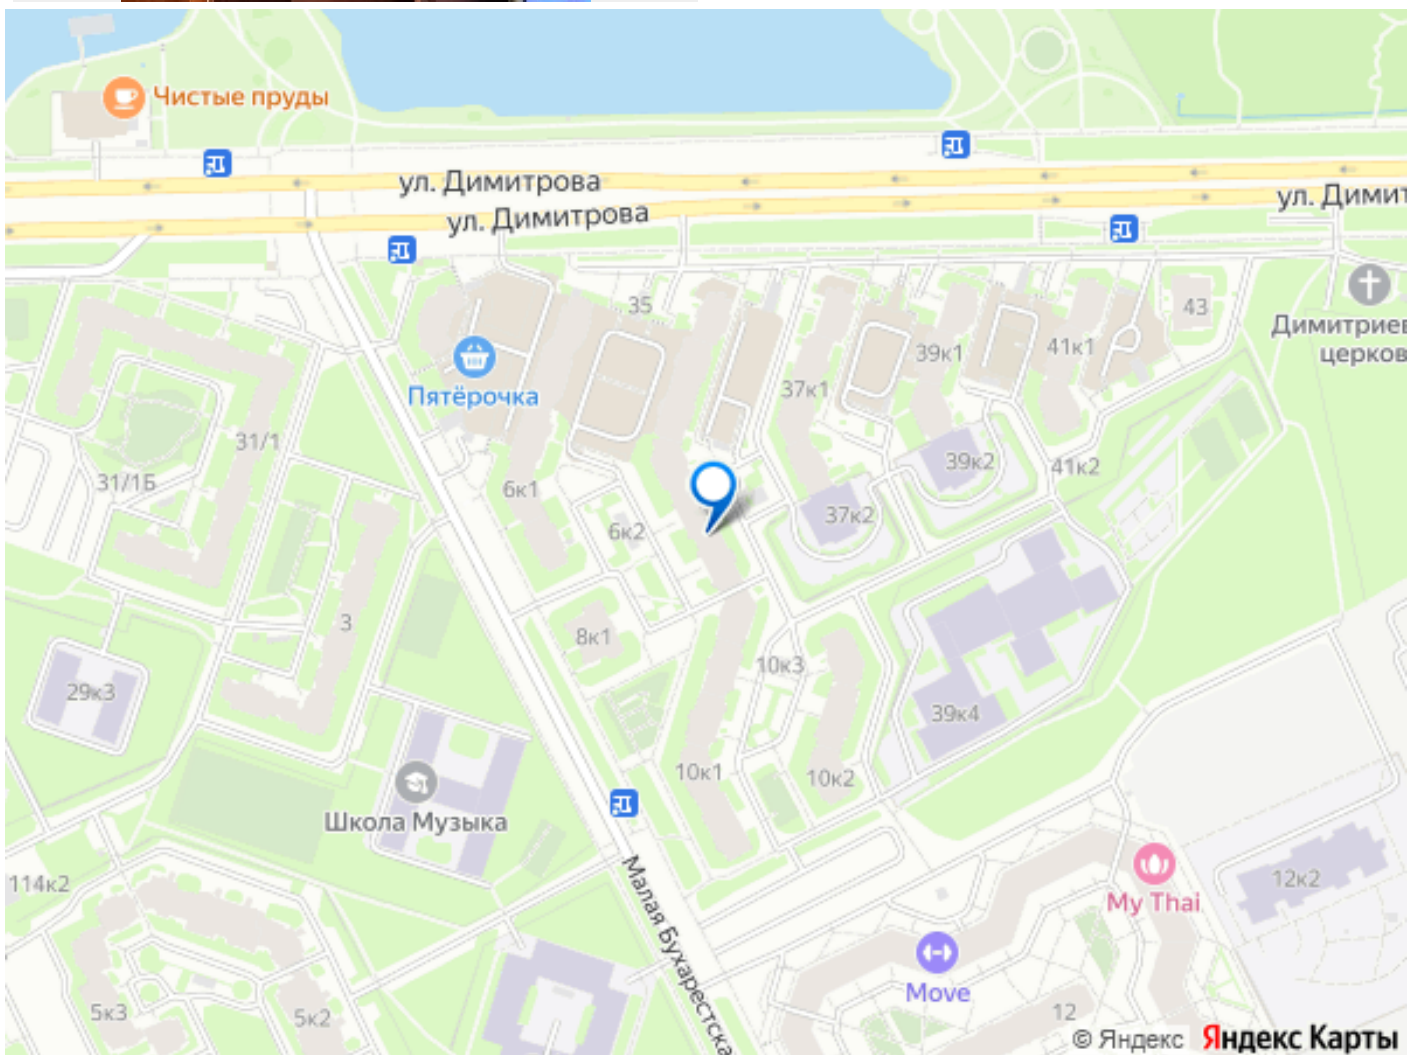 Чистые пруды
ул. Димитрова
ул. Димитрова
ул. Димит
35
43
Димитриев
церков
39к1
41к1
Пятёрочка
37к1
31/1
31/1Б
6к1
39к2
41к2
37к2
6к2
3
8к1
10к3
29к3
39к4
10к1
10к2
Школа Музыка
Малая Бухарестска
114к2
My Thai
12к2
Move
5к3
5к2
12
© Яндекс Яндекс Карты